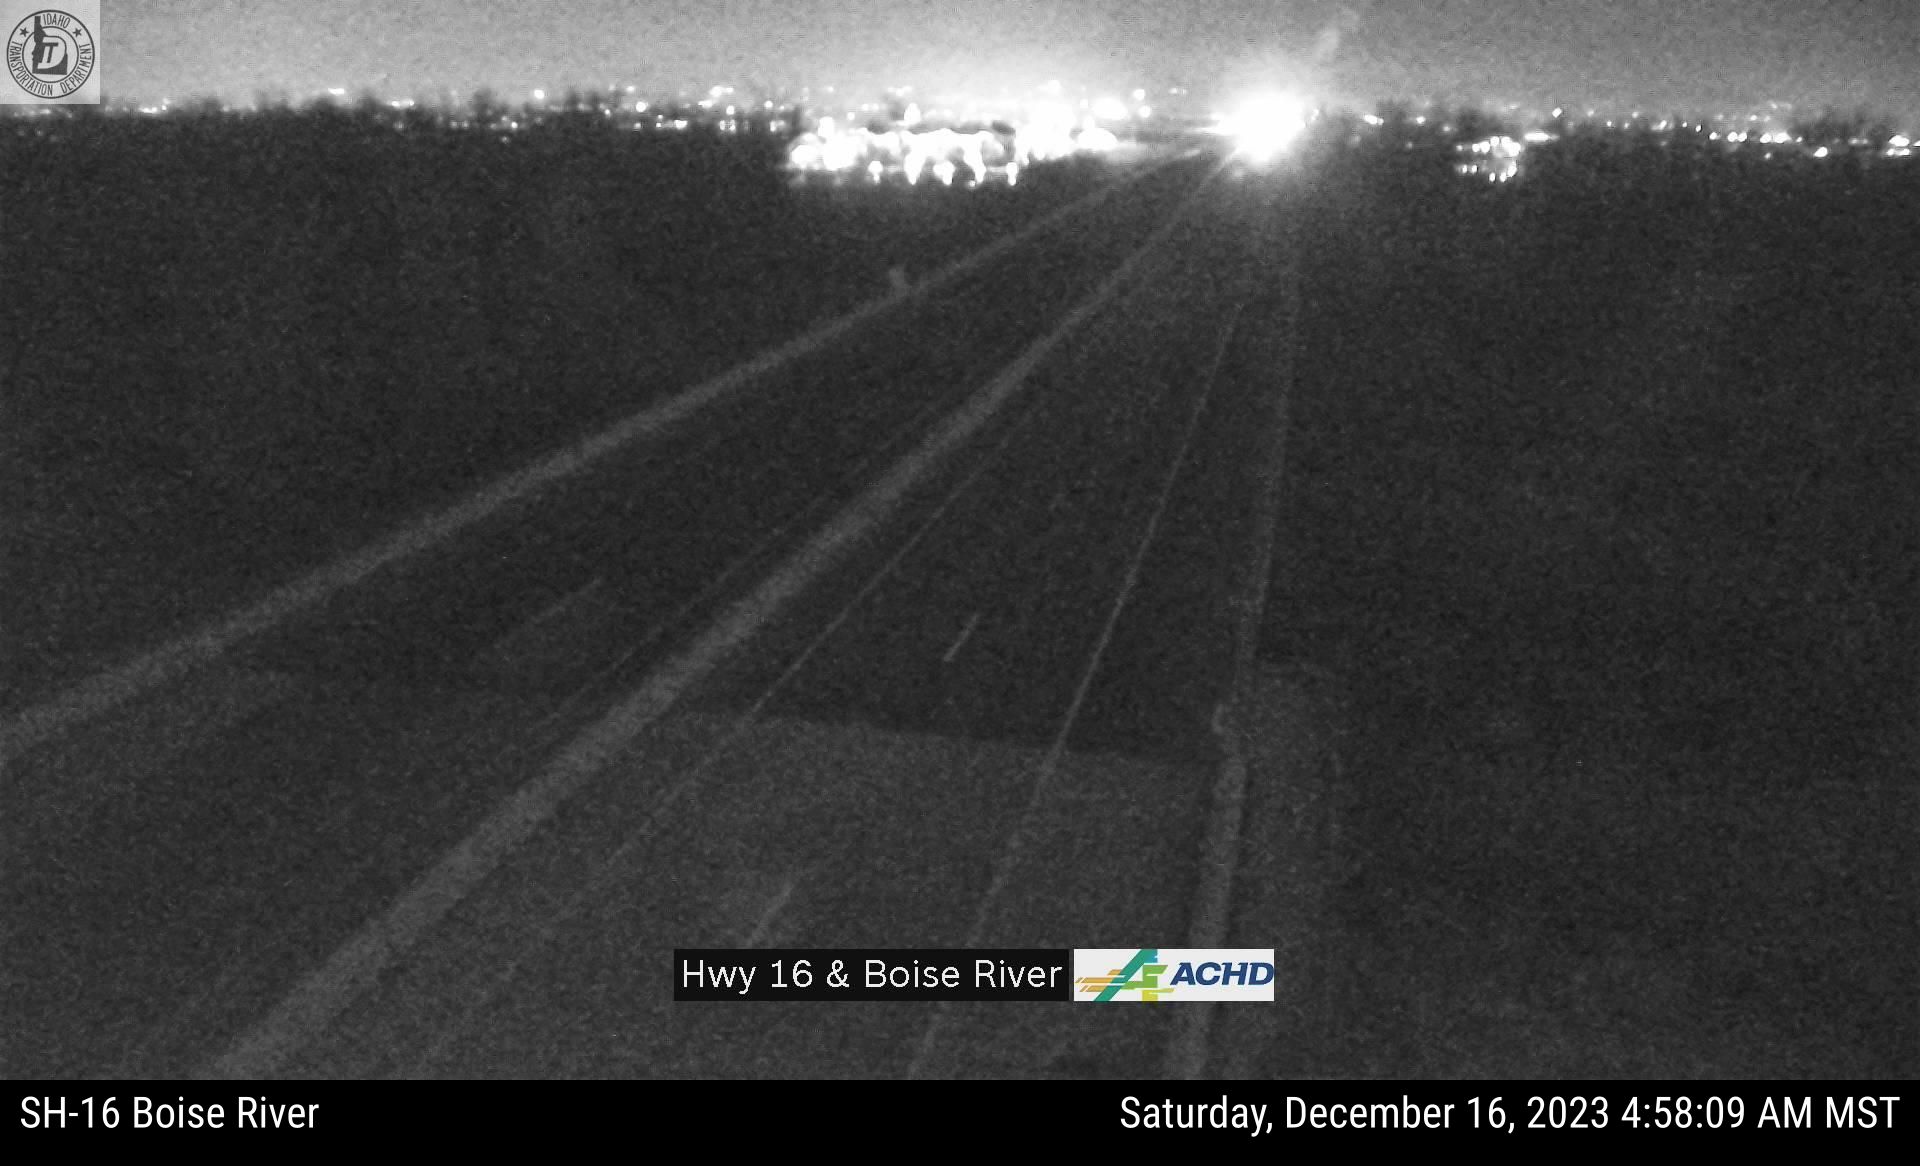 IDAHO
TRANSPORTATION DEPARTMENT
Hwy 16 & Boise River
ACHD
SH-16 Boise River
Saturday, December 16, 2023 4:58:09 AM MST